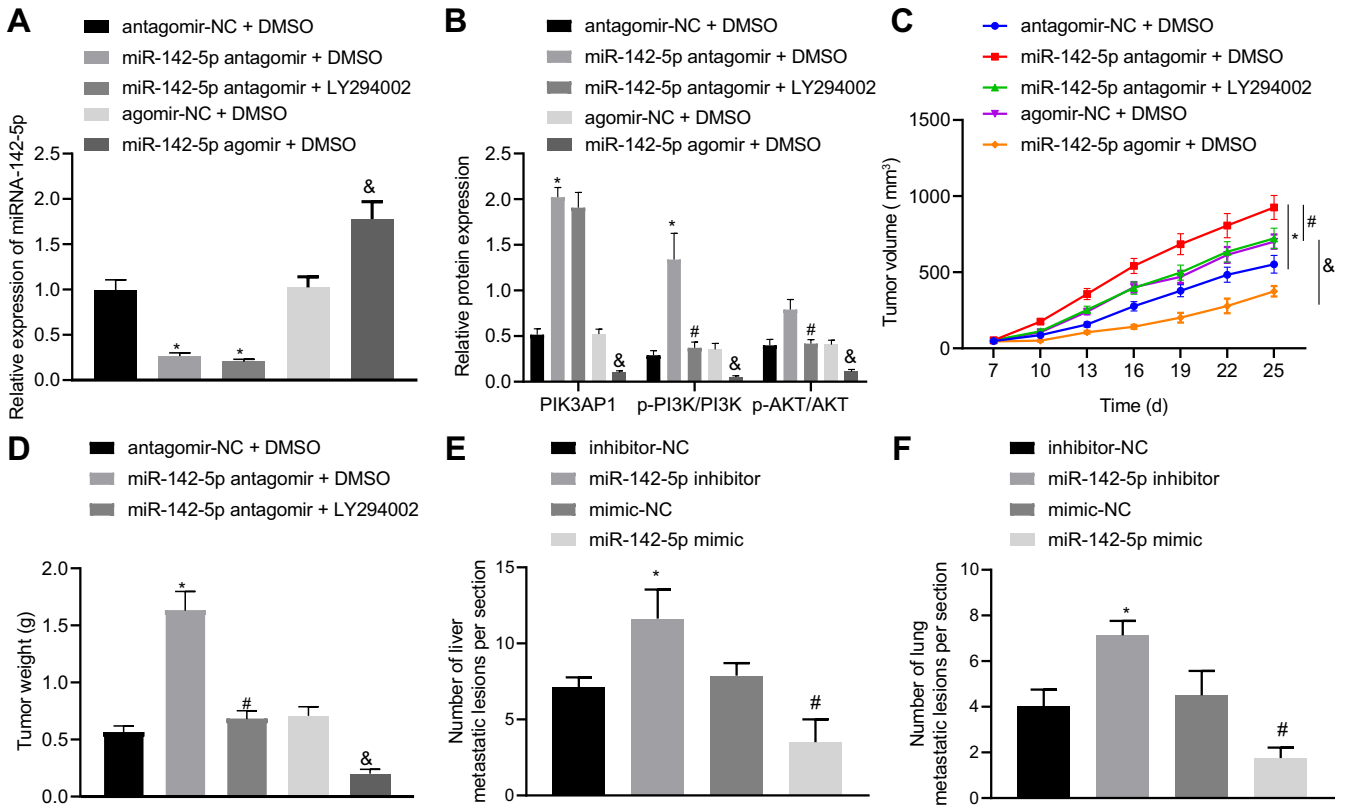 A
antagomir-NC + DMSO
miR-142-5p antagomir + DMSO
miR-142-5p antagomir + LY294002
agomir-NC + DMSO
miR-142-5p agomir + DMSO
Relative expression of miRNA-142-5p
2.5
2.0
1.5
1.0
0.5
0.0
*
*
&
B
antagomir-NC + DMSO
miR-142-5p antagomir + DMSO
miR-142-5p antagomir + LY294002
agomir-NC + DMSO
miR-142-5p agomir + DMSO
Relative protein expression
2.5
2.0
1.5
1.0
0.5
0.0
*
&
*
#
&
#
&
PIK3AP1 p-PI3K/PI3K p-AKT/AKT
C
antagomir-NC + DMSO
miR-142-5p antagomir + DMSO
miR-142-5p antagomir + LY294002
agomir-NC + DMSO
miR-142-5p agomir + DMSO
Tumor volume ( mm³)
1500
1000
500
0
* #
&
7 10 13 16 19 22 25
Time (d)
D
antagomir-NC + DMSO
miR-142-5p antagomir + DMSO
miR-142-5p antagomir + LY294002
Tumor weight (g)
2.0
1.5
1.0
0.5
0.0
*
#
&
E
inhibitor-NC
miR-142-5p inhibitor
mimic-NC
miR-142-5p mimic
Number of liver
metastatic lesions per section
15
10
5
0
*
#
F
inhibitor-NC
miR-142-5p inhibitor
mimic-NC
miR-142-5p mimic
Number of lung
metastatic lesions per section
10
8
6
4
2
0
*
#